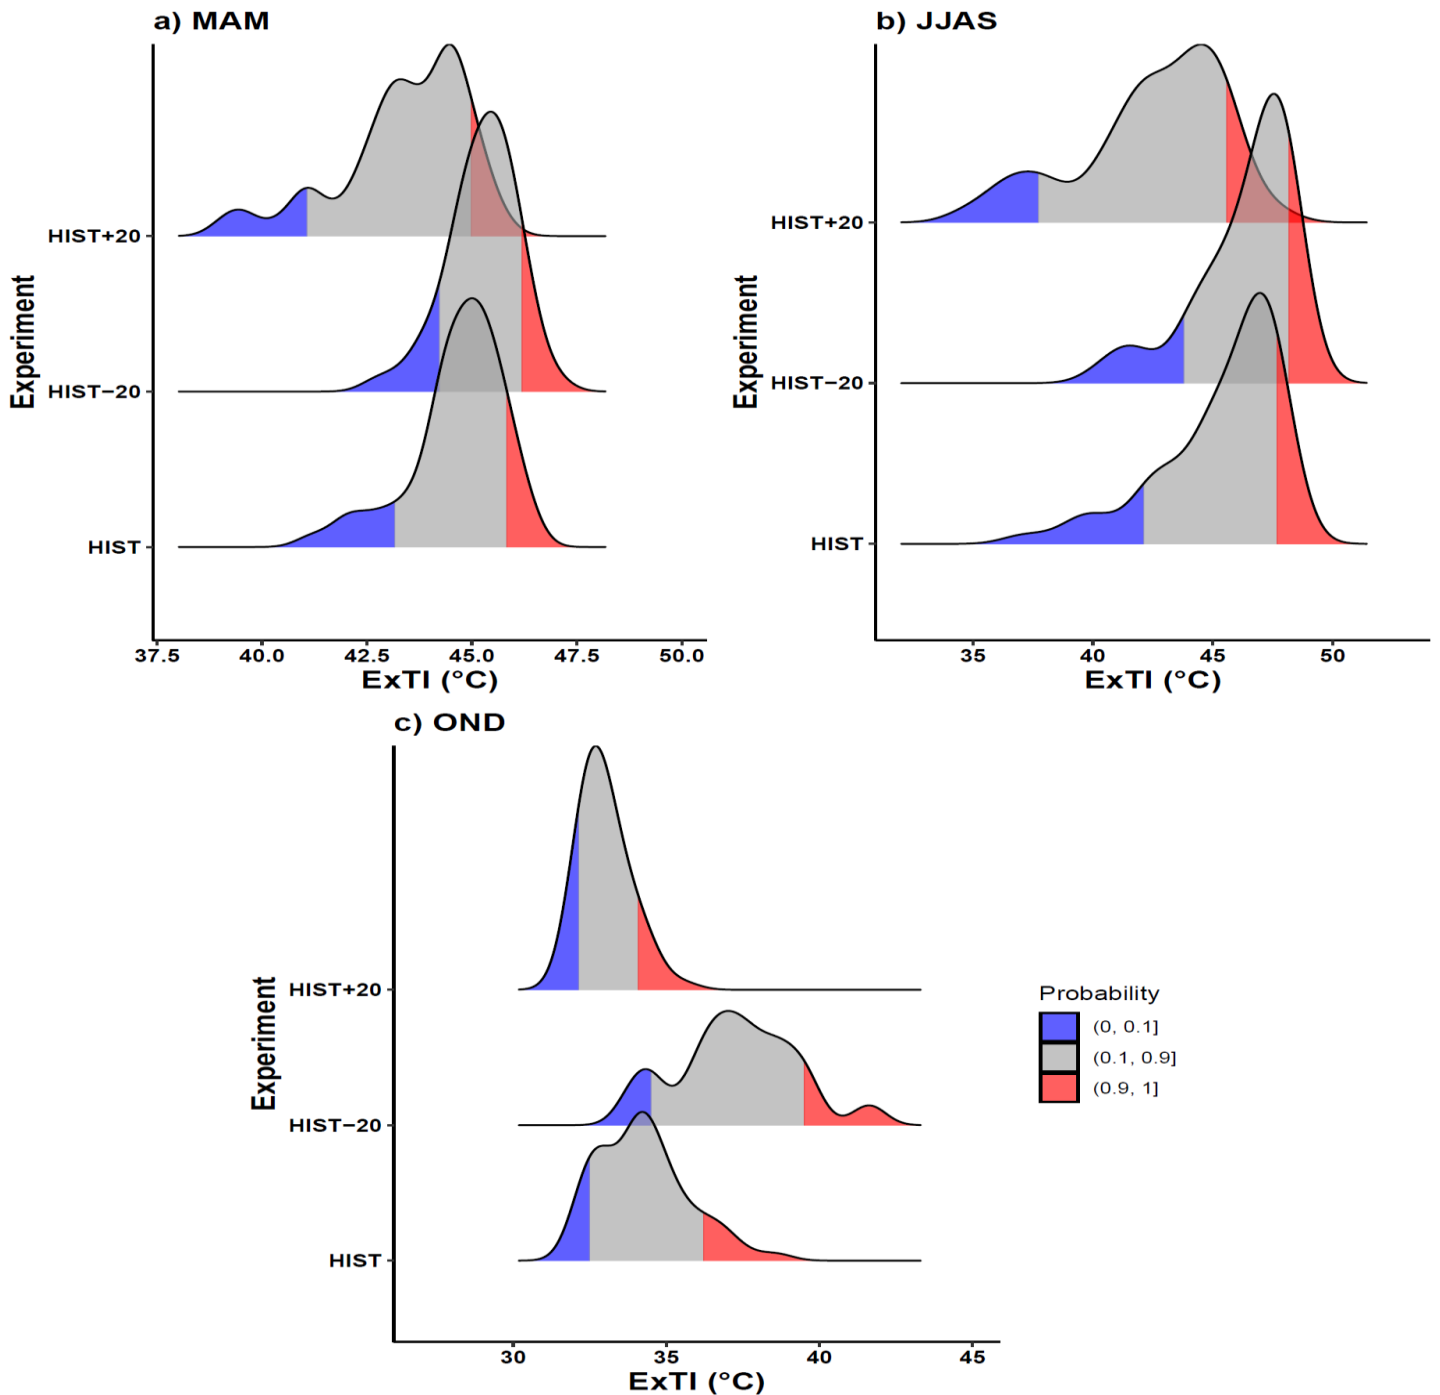 a) MAM
HIST+20
HIST−20
HIST
Experiment
37.5 40.0 42.5 45.0 47.5 50.0
ExTI (°C)
b) JJAS
HIST+20
HIST−20
HIST
Experiment
35 40 45 50
ExTI (°C)
c) OND
HIST+20
HIST−20
HIST
Experiment
30 35 40 45
ExTI (°C)
Probability
(0, 0.1]
(0.1, 0.9]
(0.9, 1]